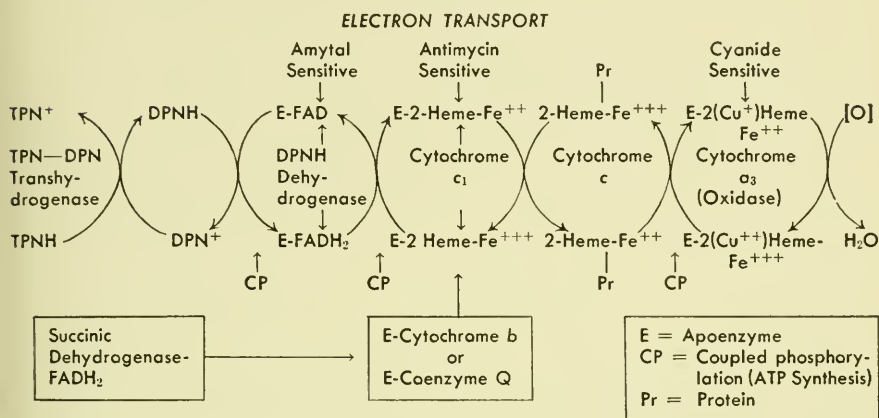 ELECTRON TRANSPORT
Amytal
Sensitive
Antimycin
Sensitive
Pr
Cyanide
Sensitive
TPN⁺
DPNH
E-FAD
E-2-Heme-Fe⁺⁺
2-Heme-Fe⁺⁺⁺
E-2(Cu⁺)Heme
Fe⁺⁺
[O]
TPN—DPN
Transhy-
drogenase
DPNH
Dehy-
drogenase
Cytochrome
c₁
Cytochrome
c
Cytochrome
a₃
(Oxidase)
TPNH
DPN⁺
E-FADH₂
E-2 Heme-Fe⁺⁺⁺
2-Heme-Fe⁺⁺
E-2(Cu⁺⁺)Heme-
Fe⁺⁺⁺
H₂O
CP
CP
Pr
CP
Succinic
Dehydrogenase-
FADH₂
E-Cytochrome b
or
E-Coenzyme Q
E = Apoenzyme
CP = Coupled phosphory-
lation (ATP Synthesis)
Pr = Protein